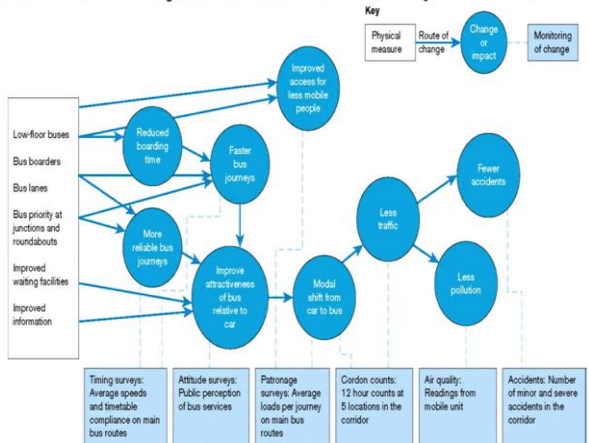 Key
Physical
measure
Route of
change
Change
or
impact
Monitoring
of change
Improved
access for
less mobile
people
Low-floor buses
Bus boarders
Bus lanes
Bus priority at
junctions and
roundabouts
Improved
waiting facilities
Improved
information
Reduced
boarding
time
Faster
bus
journeys
More
reliable bus
journeys
Improve
attractiveness
of bus
relative to
car
Modal
shift from
car to bus
Less
traffic
Fewer
accidents
Less
pollution
Timing surveys:
Average speeds
and timetable
compliance on main
bus routes
Attitude surveys:
Public perception
of bus services
Patronage
surveys: Average
loads per journey
on main bus
routes
Cordon counts:
12 hour counts at
5 locations in the
corridor
Air quality:
Readings from
mobile unit
Accidents: Number
of minor and severe
accidents in the
corridor